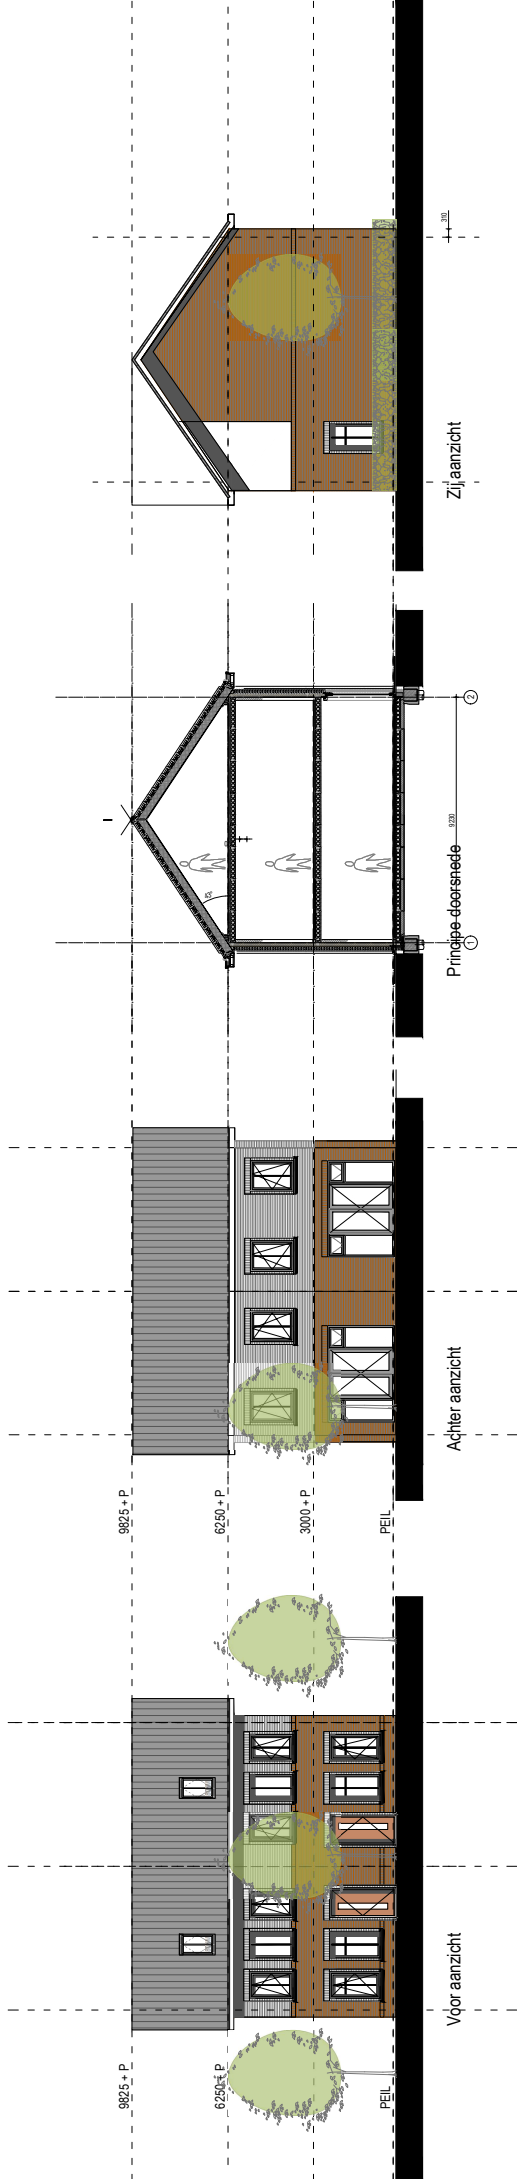 9825 + P
6250 + P
PEIL
Voor aanzicht
9825 + P
6250 + P
3000 + P
PEIL
Achter aanzicht
1
9230
2
Principe doorsnede
310
Zij aanzicht